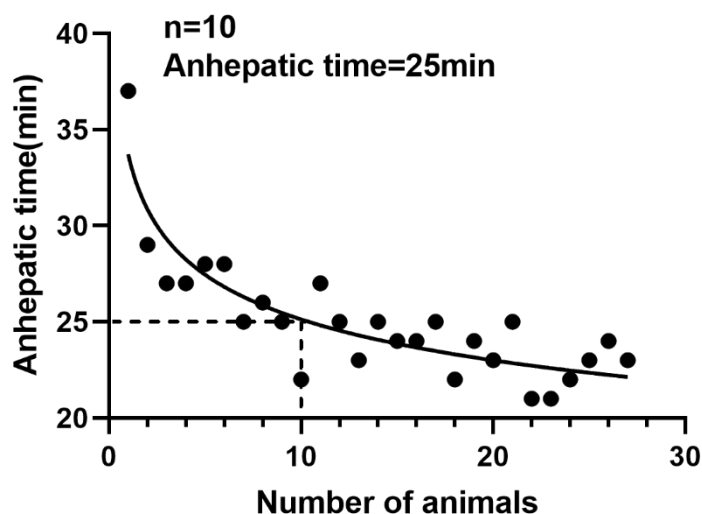 n=10
Anhepatic time=25min
Anhepatic time(min)
40
35
30
25
20
0
10
20
30
Number of animals